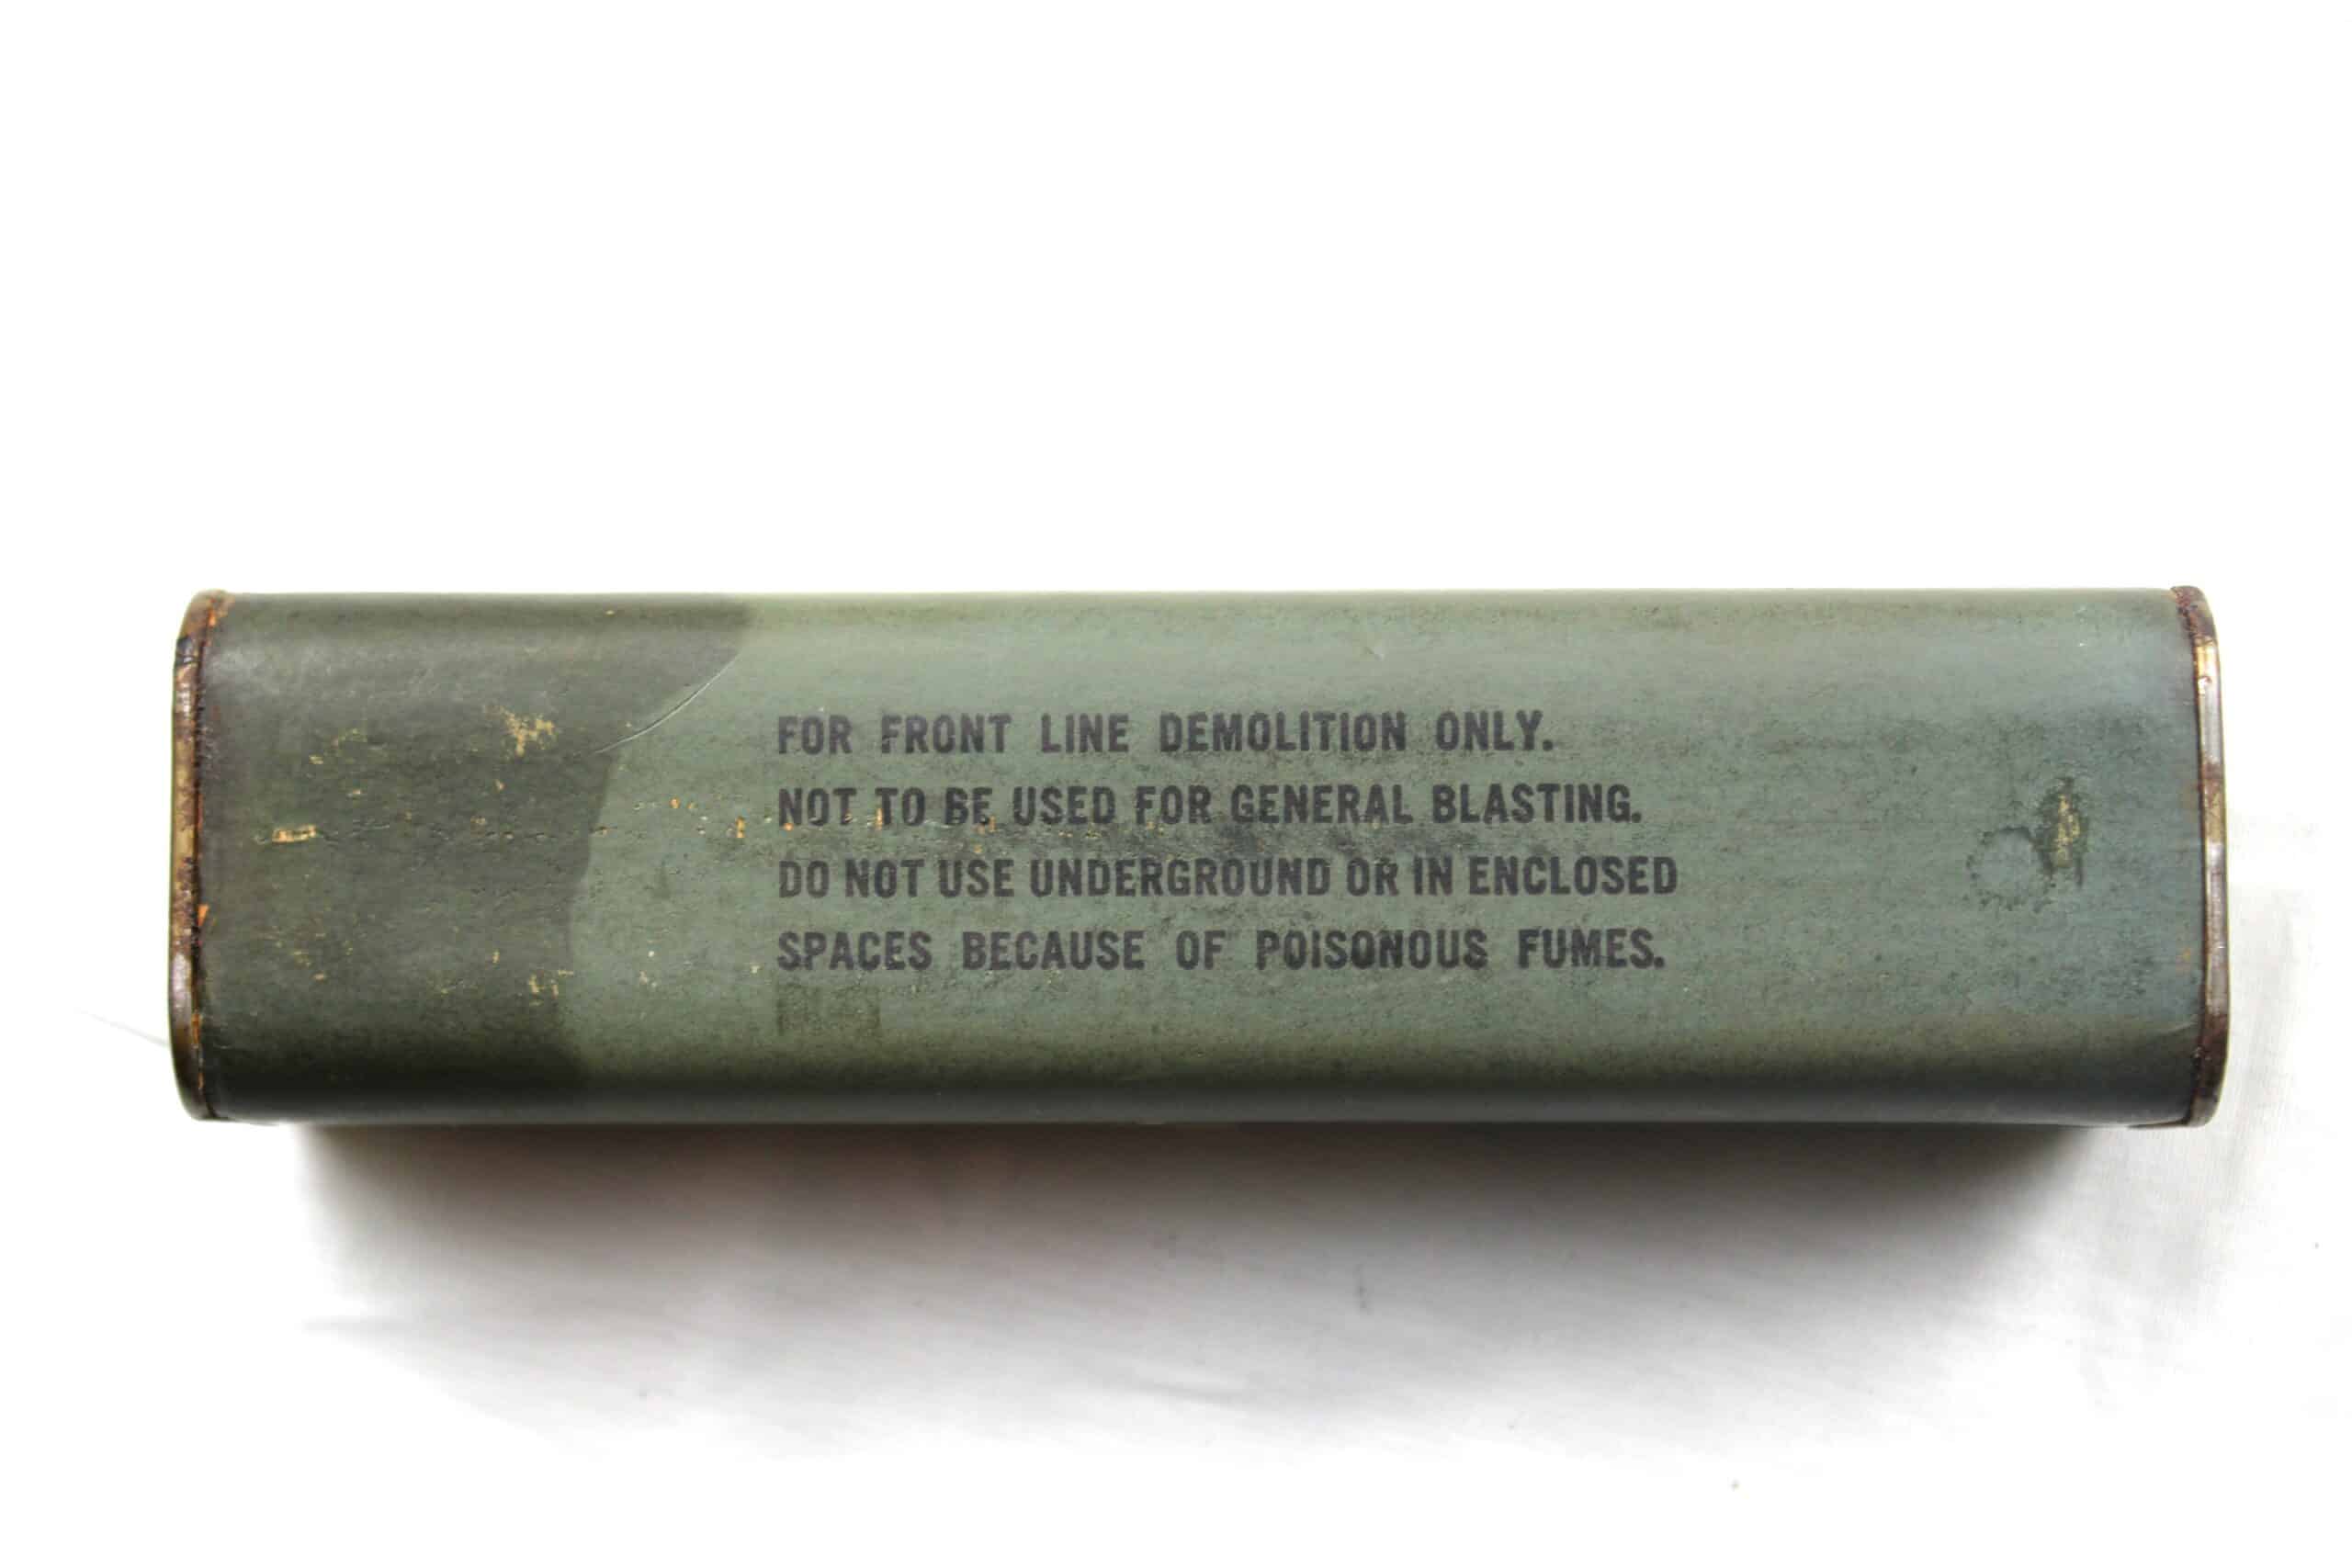 FOR FRONT LINE DEMOLITION ONLY.
NOT TO BE USED FOR GENERAL BLASTING.
DO NOT USE UNDERGROUND OR IN ENCLOSED
SPACES BECAUSE OF POISONOUS FUMES.